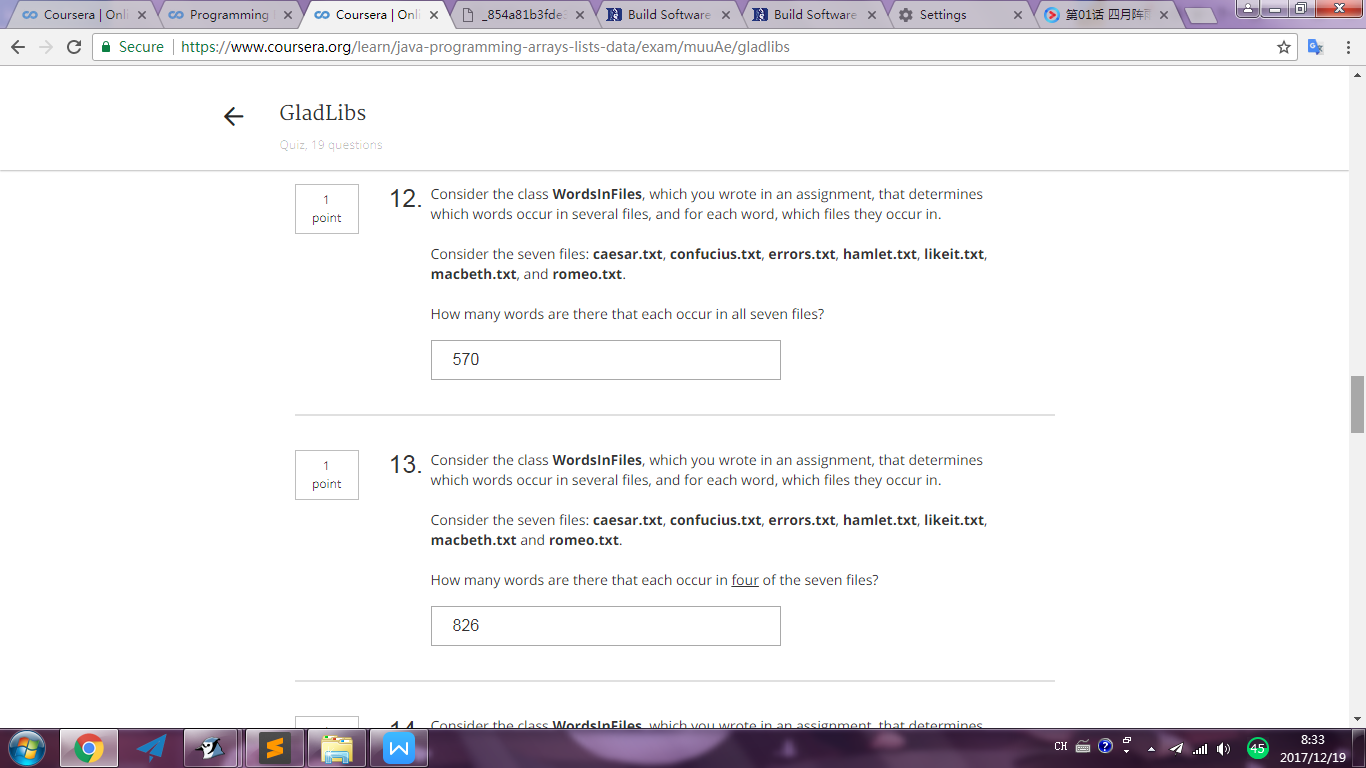 Coursera | Onli
Programming
Coursera | Onli
_854a81b3fde
Build Software
Build Software
Settings
第01话 四月阵雨
Secure
https://www.coursera.org/learn/java-programming-arrays-lists-data/exam/muuAe/gladlibs
GladLibs
Quiz, 19 questions
1
point
12.
Consider the class WordsInFiles, which you wrote in an assignment, that determines
which words occur in several files, and for each word, which files they occur in.
Consider the seven files: caesar.txt, confucius.txt, errors.txt, hamlet.txt, likeit.txt,
macbeth.txt, and romeo.txt.
How many words are there that each occur in all seven files?
570
1
point
13.
Consider the class WordsInFiles, which you wrote in an assignment, that determines
which words occur in several files, and for each word, which files they occur in.
Consider the seven files: caesar.txt, confucius.txt, errors.txt, hamlet.txt, likeit.txt,
macbeth.txt and romeo.txt.
How many words are there that each occur in four of the seven files?
826
14
Consider the class WordsInFiles, which you wrote in an assignment, that determines
CH
45
8:33
2017/12/19